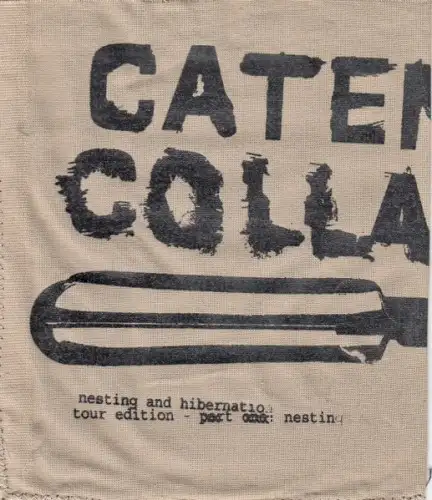 CATEN
COLLA
nesting and hibernatio
tour edition - part one: nesting